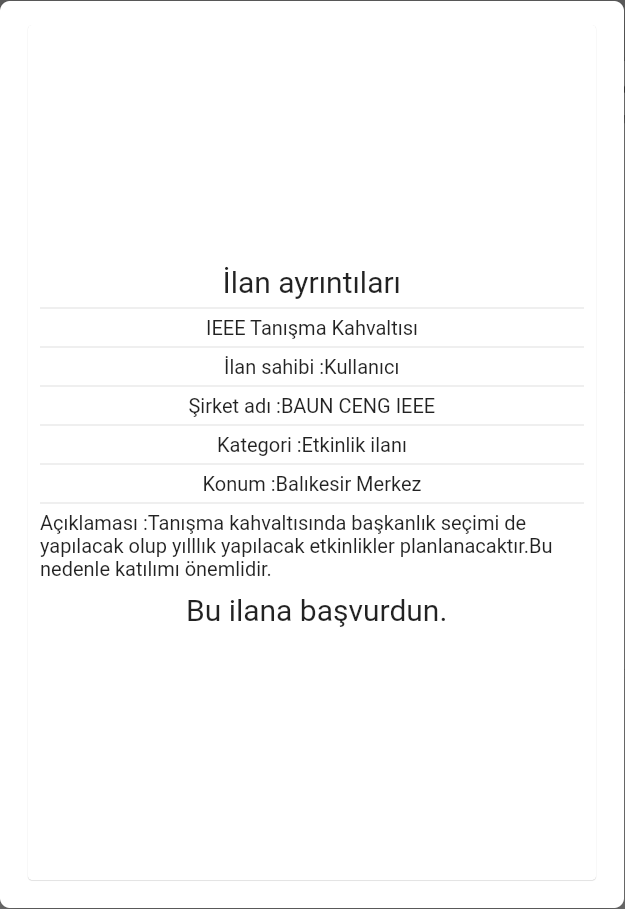 İlan ayrıntıları
IEEE Tanışma Kahvaltısı
İlan sahibi :Kullanıcı
Şirket adı :BAUN CENG IEEE
Kategori :Etkinlik ilanı
Konum :Balıkesir Merkez
Açıklaması :Tanışma kahvaltısında başkanlık seçimi de
yapılacak olup yılllık yapılacak etkinlikler planlanacaktır.Bu
nedenle katılımı önemlidir.
Bu ilana başvurdun.